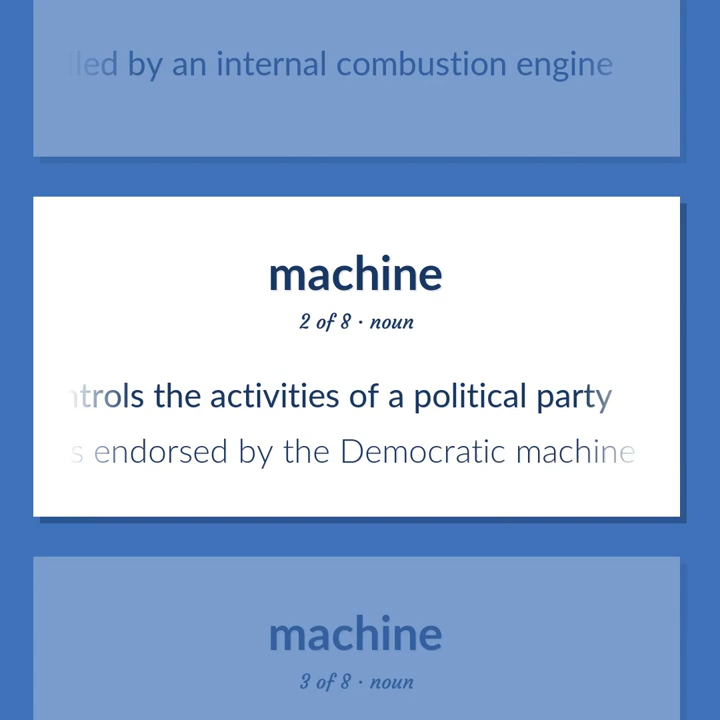 by an internal combustion engine
machine
2 of 8 · noun
the activities of a political party
endorsed by the Democratic machine
machine
3 of 8 · noun